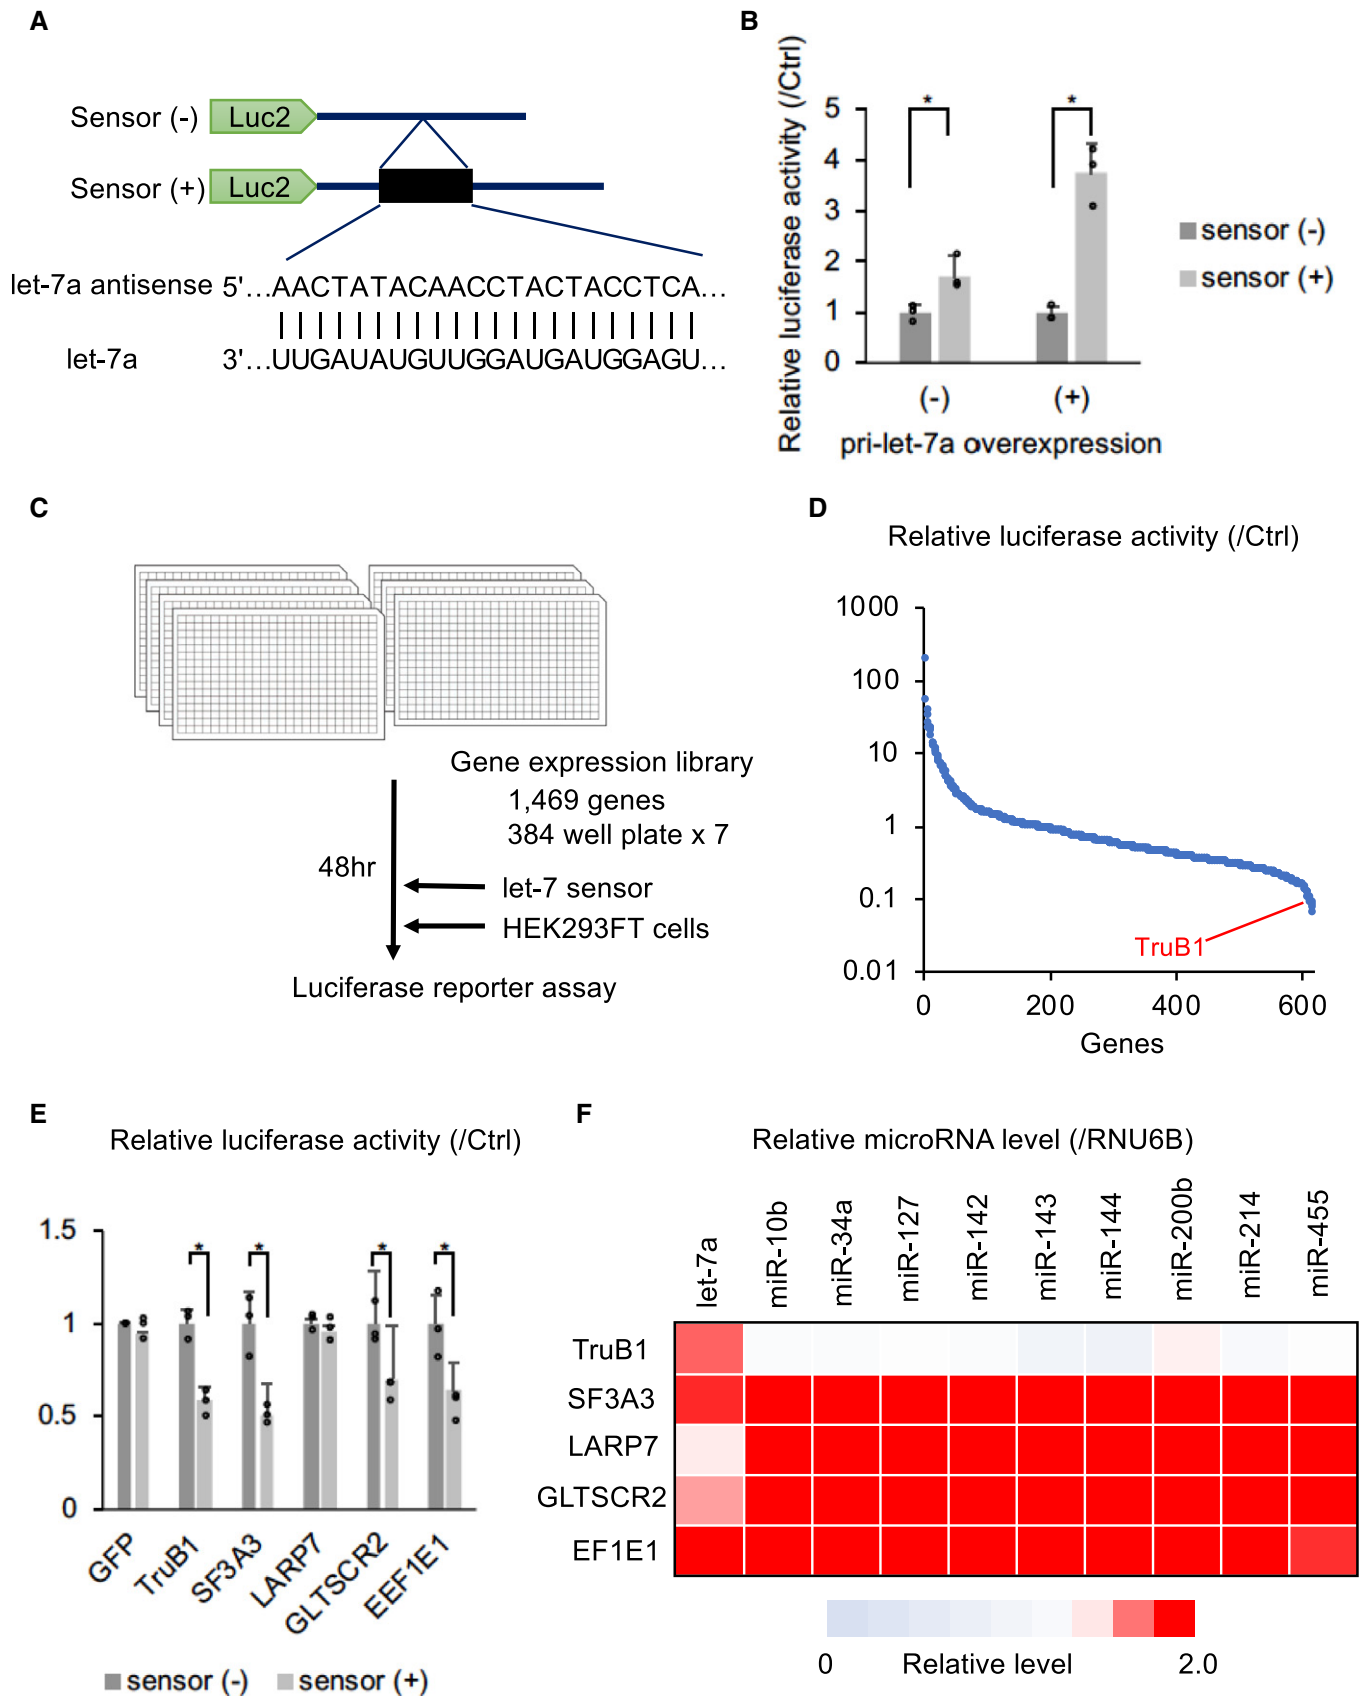 A
Sensor (-) Luc2
Sensor (+) Luc2
let-7a antisense 5'...AACTATACAACCTACTACCTCA...
let-7a 3'...UUGAUAUGUUGGAUGAUGGAGU...
B
Relative luciferase activity (/Ctrl)
5
4
3
2
1
0
* *
(-) (+)
pri-let-7a overexpression
sensor (-)
sensor (+)
C
Gene expression library
1,469 genes
384 well plate x 7
48hr
let-7 sensor
HEK293FT cells
Luciferase reporter assay
D
Relative luciferase activity (/Ctrl)
1000
100
10
1
0.1
0.01
TruB1
0 200 400 600
Genes
E
Relative luciferase activity (/Ctrl)
1.5
1
0.5
0
* * * *
GFP TruB1 SF3A3 LARP7 GLTSCR2 EEF1E1
sensor (-) sensor (+)
F
Relative microRNA level (/RNU6B)
let-7a miR-10b miR-34a miR-127 miR-142 miR-143 miR-144 miR-200b miR-214 miR-455
TruB1
SF3A3
LARP7
GLTSCR2
EF1E1
0 Relative level 2.0